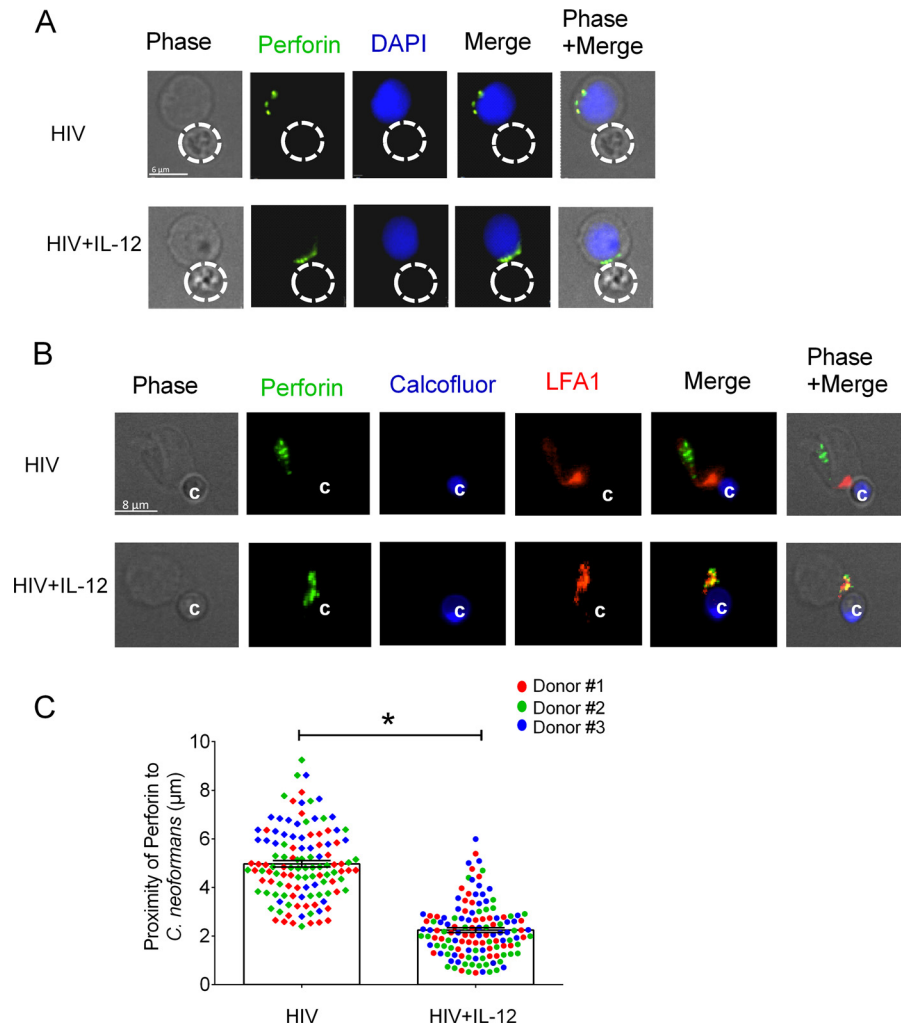 A
Phase Perforin DAPI Merge Phase
+Merge
HIV
6 µm
HIV+IL-12
B
Phase Perforin Calcofluor LFA1 Merge Phase
+Merge
HIV
c c c c c c
8 µm
HIV+IL-12
c c c c c c
C
Donor #1
Donor #2
Donor #3
*
Proximity of Perforin to
C. neoformans (µm)
10
8
6
4
2
0
HIV HIV+IL-12